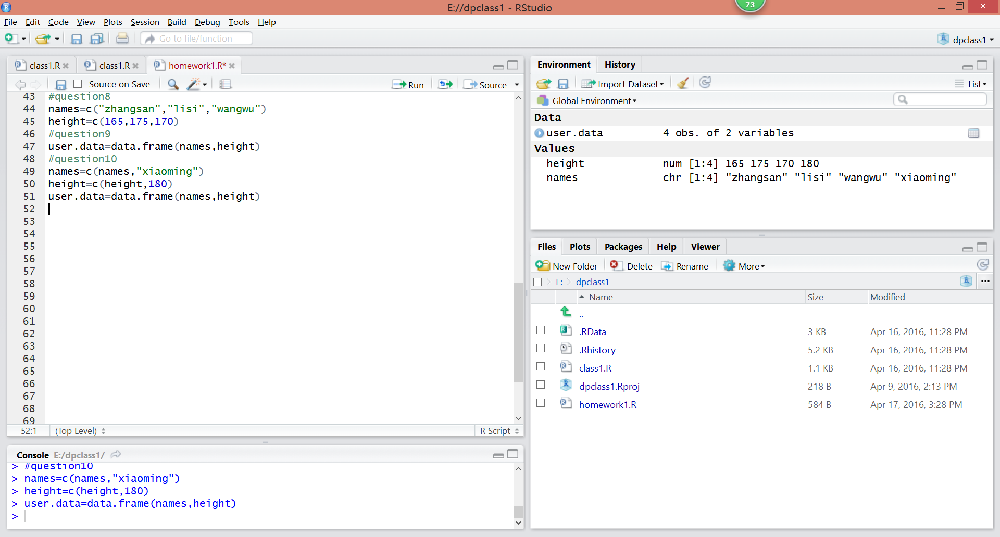 E://dpclass1 - RStudio
73
File Edit Code View Plots Session Build Debug Tools Help
Go to file/function
dpclass1
class1.R
class1.R
homework1.R*
Source on Save
Run
Source
43 #question8
44 names=c("zhangsan","lisi","wangwu")
45 height=c(165,175,170)
46 #question9
47 user.data=data.frame(names,height)
48 #question10
49 names=c(names,"xiaoming")
50 height=c(height,180)
51 user.data=data.frame(names,height)
52
53
54
55
56
57
58
59
60
61
62
63
64
65
66
67
68
69
52:1 (Top Level) R Script
Console E:/dpclass1/
> #question10
> names=c(names,"xiaoming")
> height=c(height,180)
> user.data=data.frame(names,height)
>
Environment History
Import Dataset List
Global Environment
Data
user.data 4 obs. of 2 variables
Values
height num [1:4] 165 175 170 180
names chr [1:4] "zhangsan" "lisi" "wangwu" "xiaoming"
Files Plots Packages Help Viewer
New Folder Delete Rename More
E: dpclass1 ...
Name Size Modified
..
.RData 3 KB Apr 16, 2016, 11:28 PM
.Rhistory 5.2 KB Apr 16, 2016, 11:28 PM
class1.R 1.1 KB Apr 16, 2016, 11:28 PM
dpclass1.Rproj 218 B Apr 9, 2016, 2:13 PM
homework1.R 584 B Apr 17, 2016, 3:28 PM